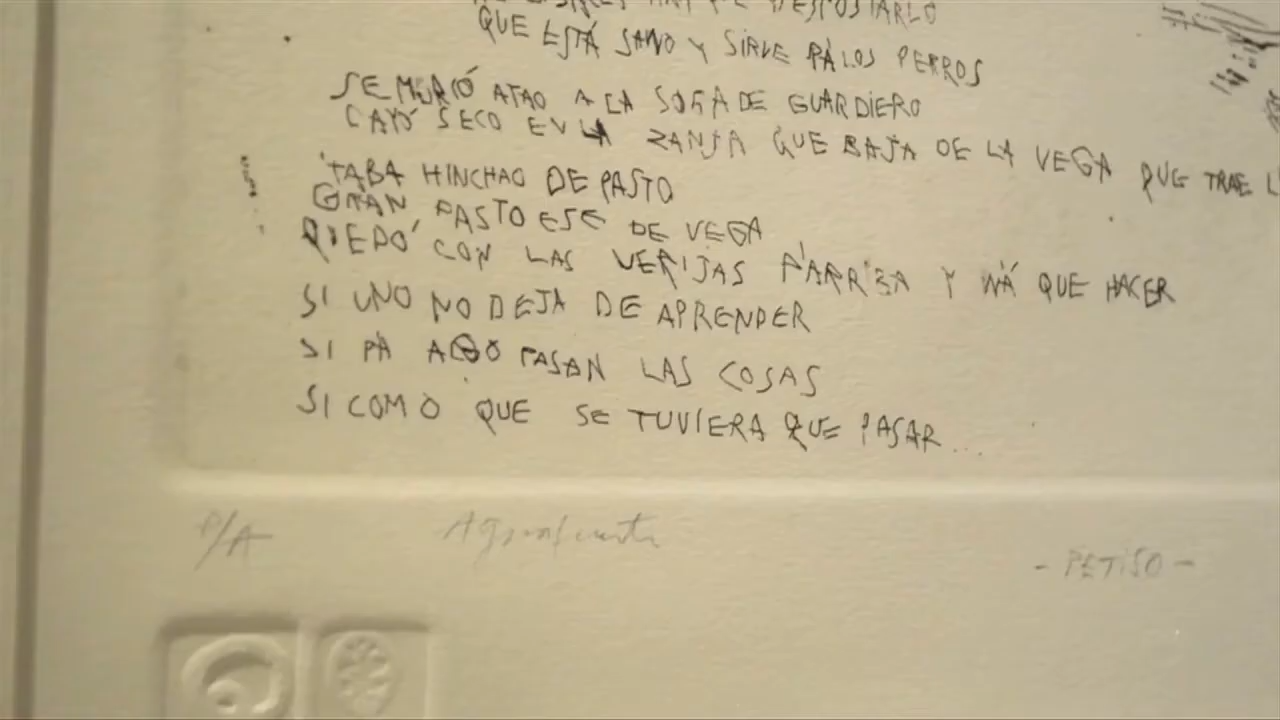 DESPOSTARLO
QUE ESTÁ SANO Y SIRVE PÁ LOS PERROS
SE MURIÓ ATAO A LA SOGA DE GUARDIERO
CAYÓ SECO EN LA ZANJA QUE BAJA DE LA VEGA QUE TRAE L
'TABA HINCHAO DE PASTO
GRAN PASTO ESE DE VEGA
QUEDÓ CON LAS VERIJAS P'ARRIBA Y NÁ QUE HACER
SI UNO NO DEJA DE APRENDER
SI PÁ ALGO PASAN LAS COSAS
SI COMO QUE SE TUVIERA QUE PASAR...
P/A Aguafuerte - PETISO -